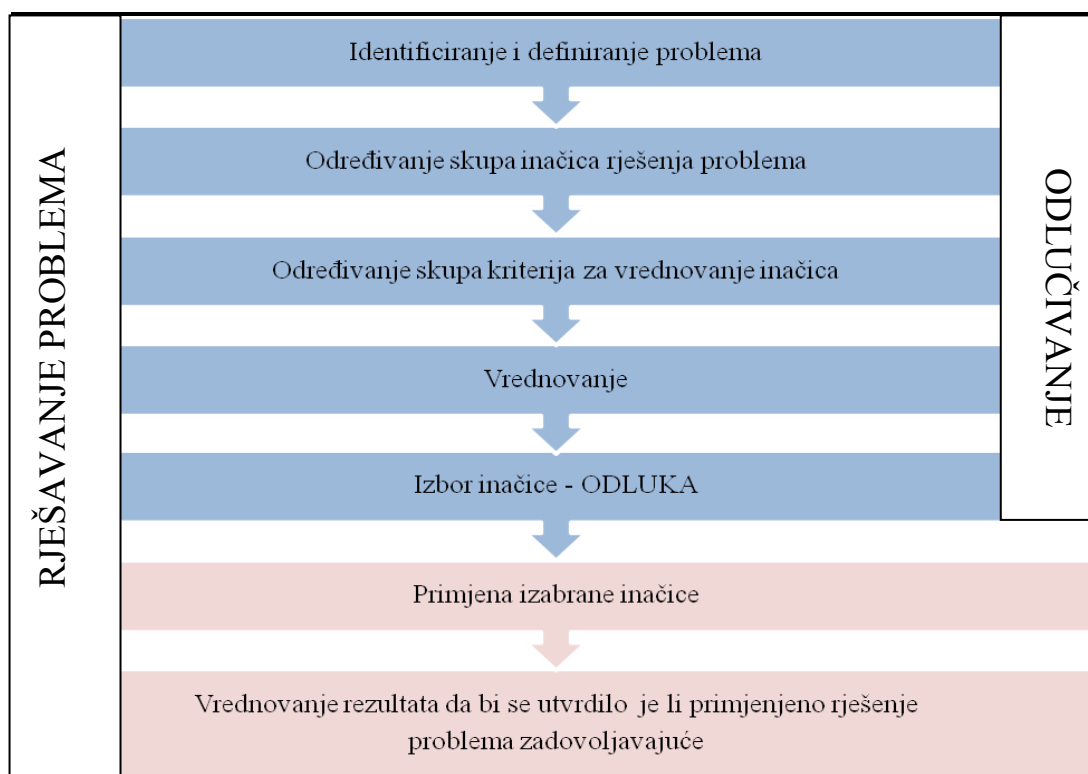 RJEŠAVANJE PROBLEMA
Identificiranje i definiranje problema
Određivanje skupa inačica rješenja problema
Određivanje skupa kriterija za vrednovanje inačica
Vrednovanje
Izbor inačice - ODLUKA
Primjena izabrane inačice
Vrednovanje rezultata da bi se utvrdilo je li primjenjeno rješenje
problema zadovoljavajuće
ODLUČIVANJE